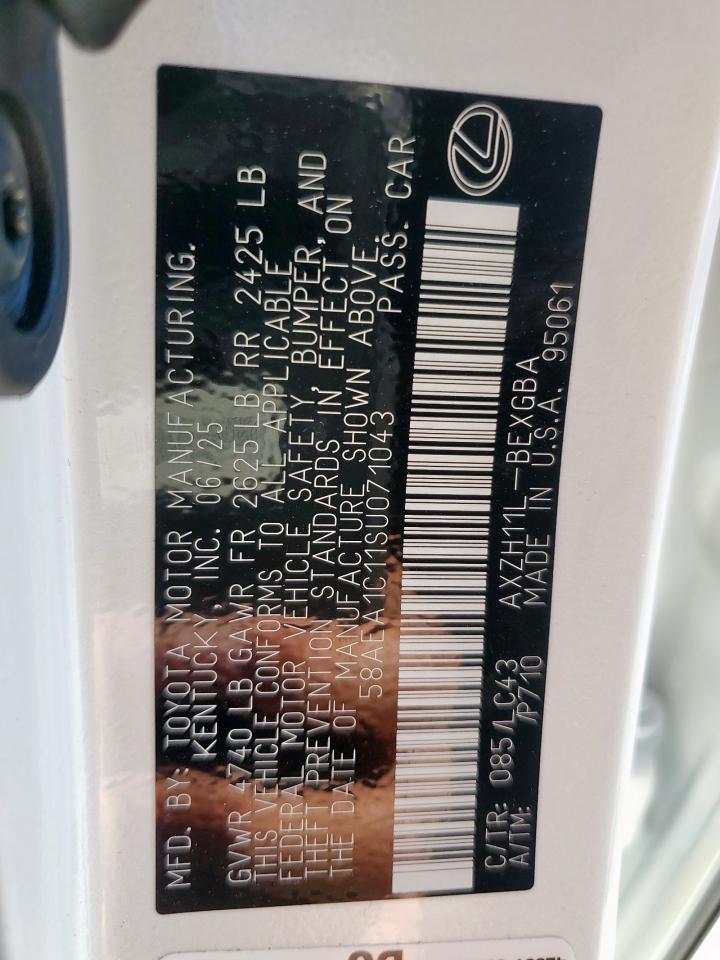 MFD. BY: TOYOTA MOTOR MANUFACTURING.
KENTUCKY, INC. 06/25
GVWR 4740 LB GAWR FR 2625 LB RR 2425 LB
THIS VEHICLE CONFORMS TO ALL APPLICABLE
FEDERAL MOTOR VEHICLE SAFETY, BUMPER, AND
THEFT PREVENTION STANDARDS IN EFFECT ON
THE DATE OF MANUFACTURE SHOWN ABOVE.
58AEA1C11SU071043 PASS. CAR
C/TR: 085/LC43 AXZH11L-BEXGBA
A/TM: /P710 MADE IN U.S.A. 95061